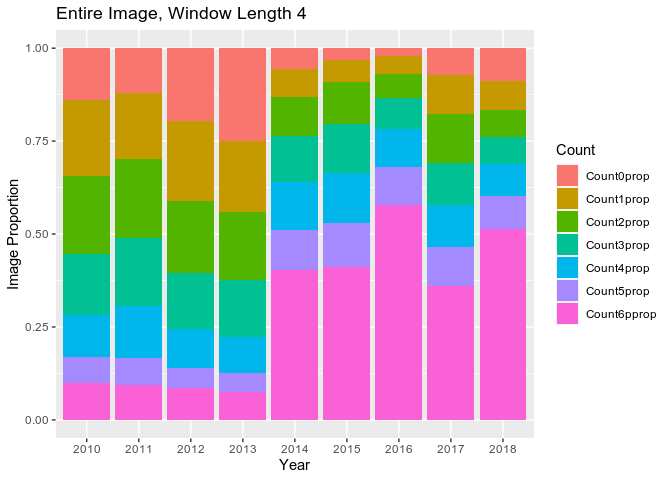 Entire Image, Window Length 4
Image Proportion
1.00
0.75
0.50
0.25
0.00
2010 2011 2012 2013 2014 2015 2016 2017 2018
Year
Count
Count0prop
Count1prop
Count2prop
Count3prop
Count4prop
Count5prop
Count6pprop